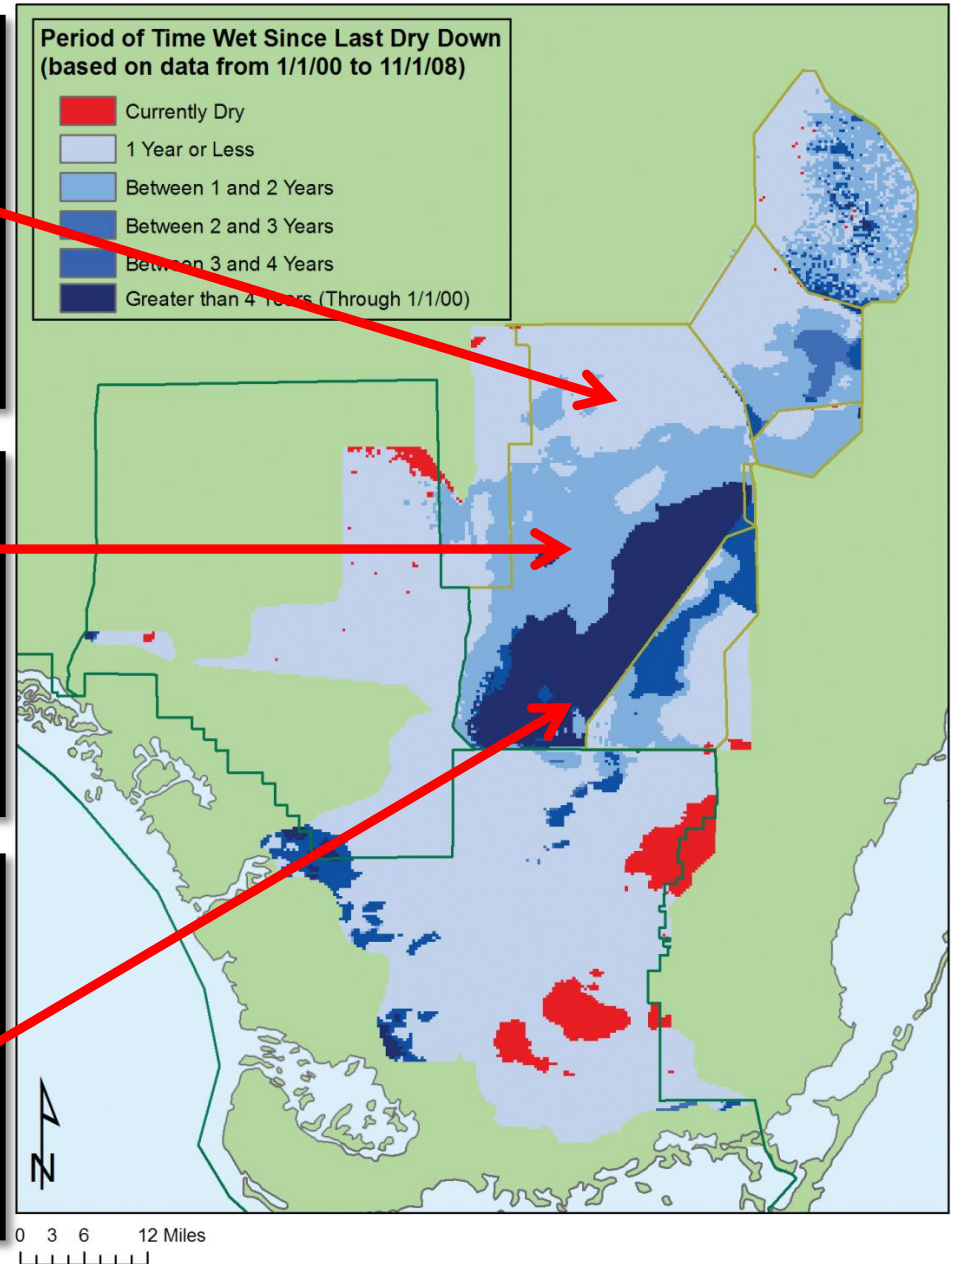 Period of Time Wet Since Last Dry Down
(based on data from 1/1/00 to 11/1/08)
Currently Dry
1 Year or Less
Between 1 and 2 Years
Between 2 and 3 Years
Between 3 and 4 Years
Greater than 4 Years (Through 1/1/00)
N
0 3 6 12 Miles